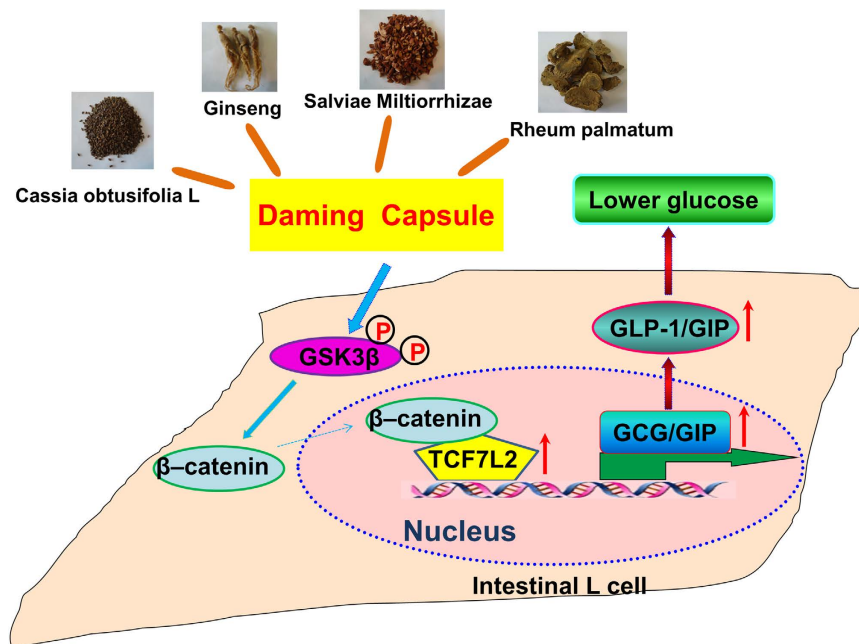 Ginseng
Salviae Miltiorrhizae
Rheum palmatum
Cassia obtusifolia L
Daming Capsule
Lower glucose
P
P
GSK3β
GLP-1/GIP
β–catenin
β–catenin
TCF7L2
GCG/GIP
Nucleus
Intestinal L cell